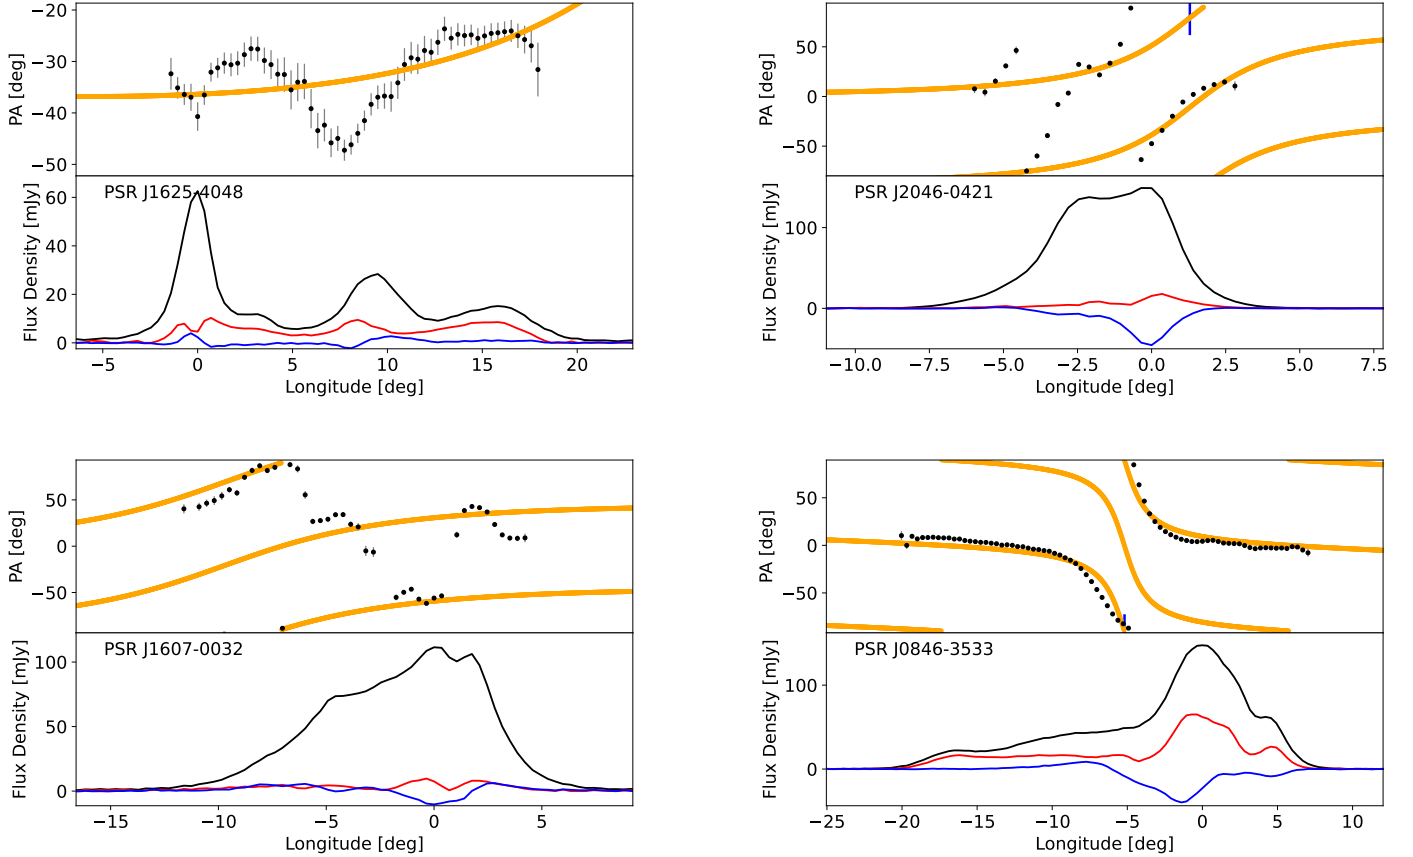 −20
−30
−40
−50
PA [deg]
PSR J1625-4048
60
40
20
0
Flux Density [mJy]
−5 0 5 10 15 20
Longitude [deg]
50
0
−50
PA [deg]
PSR J2046-0421
100
0
Flux Density [mJy]
−10.0 −7.5 −5.0 −2.5 0.0 2.5 5.0 7.5
Longitude [deg]
50
0
−50
PA [deg]
PSR J1607-0032
100
50
0
Flux Density [mJy]
−15 −10 −5 0 5
Longitude [deg]
50
0
−50
PA [deg]
PSR J0846-3533
100
0
Flux Density [mJy]
−25 −20 −15 −10 −5 0 5 10
Longitude [deg]